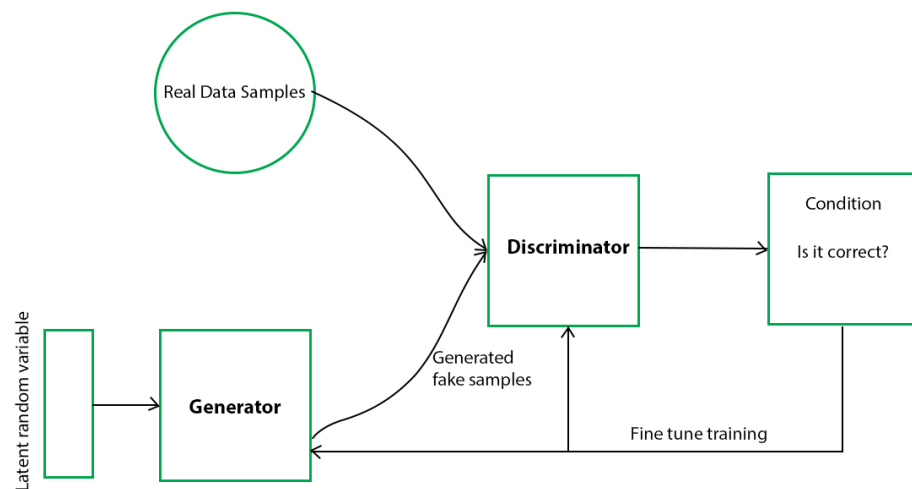 Real Data Samples
Condition
Discriminator
Is it correct?
Latent random variable
Generated
fake samples
Generator
Fine tune training